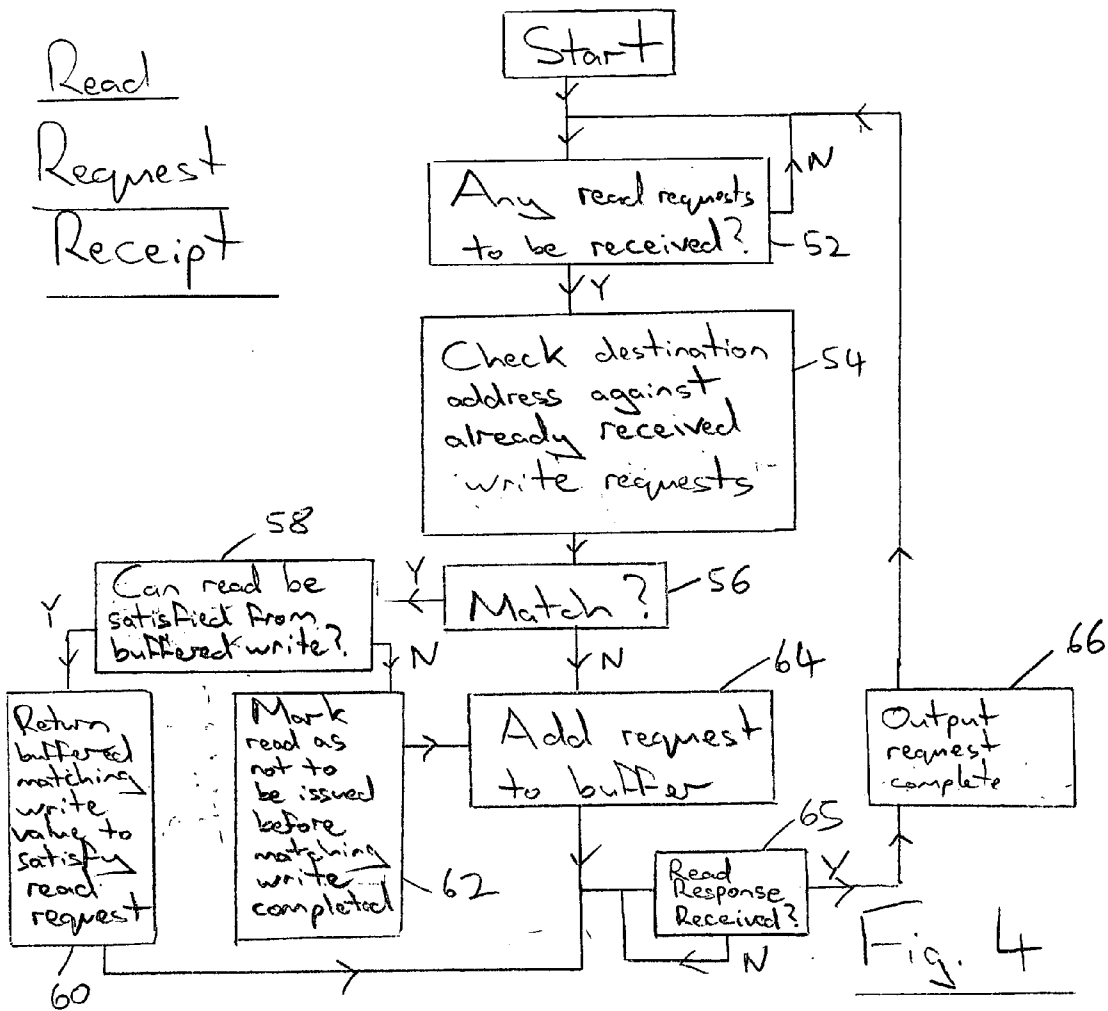 Read
Request
Receipt
Start
Any read requests
to be received?
N
52
Y
Check destination
address against
already received
write requests
54
58
Can read be
satisfied from
buffered write?
Y
N
Y
Match?
56
N
Return
buffered
matching
write
value to
satisfy
read
request
60
Mark
read as
not to
be issued
before
matching
write
completed
62
64
Add request
to buffer
65
Read
Response
Received?
Y
N
66
Output
request
complete
Fig. 4